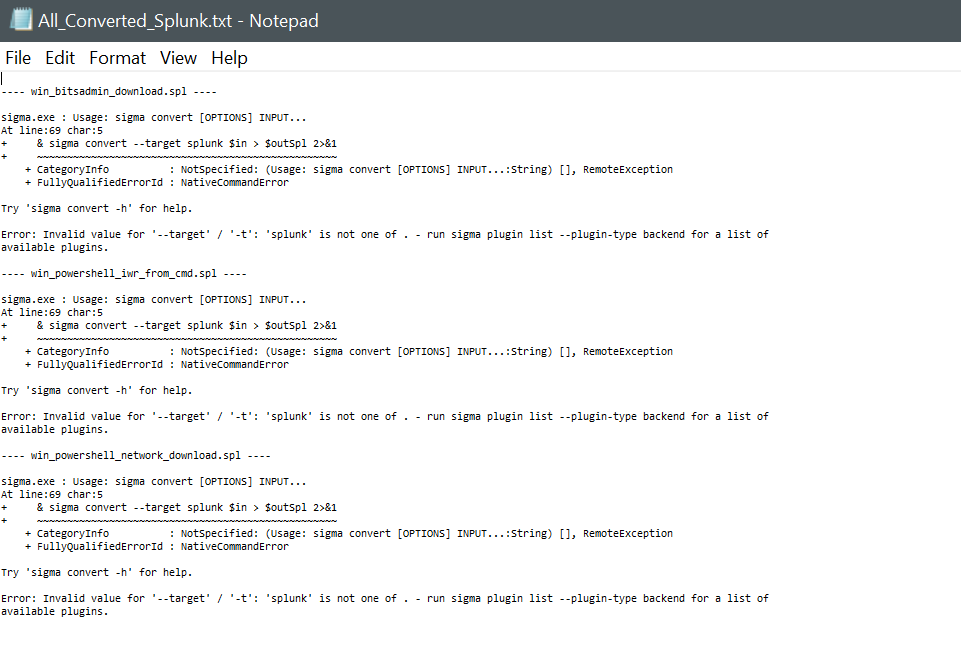 All_Converted_Splunk.txt - Notepad
File Edit Format View Help
---- win_bitsadmin_download.spl ----
sigma.exe : Usage: sigma convert [OPTIONS] INPUT...
At line:69 char:5
+     & sigma convert --target splunk $in > $outSpl 2>&1
+     ~~~~~~~~~~~~~~~~~~~~~~~~~~~~~~~~~~~~~~~~~~~~~~~~~~
    + CategoryInfo          : NotSpecified: (Usage: sigma convert [OPTIONS] INPUT...:String) [], RemoteException
    + FullyQualifiedErrorId : NativeCommandError
Try 'sigma convert -h' for help.
Error: Invalid value for '--target' / '-t': 'splunk' is not one of . - run sigma plugin list --plugin-type backend for a list of
available plugins.
---- win_powershell_iwr_from_cmd.spl ----
sigma.exe : Usage: sigma convert [OPTIONS] INPUT...
At line:69 char:5
+     & sigma convert --target splunk $in > $outSpl 2>&1
+     ~~~~~~~~~~~~~~~~~~~~~~~~~~~~~~~~~~~~~~~~~~~~~~~~~~
    + CategoryInfo          : NotSpecified: (Usage: sigma convert [OPTIONS] INPUT...:String) [], RemoteException
    + FullyQualifiedErrorId : NativeCommandError
Try 'sigma convert -h' for help.
Error: Invalid value for '--target' / '-t': 'splunk' is not one of . - run sigma plugin list --plugin-type backend for a list of
available plugins.
---- win_powershell_network_download.spl ----
sigma.exe : Usage: sigma convert [OPTIONS] INPUT...
At line:69 char:5
+     & sigma convert --target splunk $in > $outSpl 2>&1
+     ~~~~~~~~~~~~~~~~~~~~~~~~~~~~~~~~~~~~~~~~~~~~~~~~~~
    + CategoryInfo          : NotSpecified: (Usage: sigma convert [OPTIONS] INPUT...:String) [], RemoteException
    + FullyQualifiedErrorId : NativeCommandError
Try 'sigma convert -h' for help.
Error: Invalid value for '--target' / '-t': 'splunk' is not one of . - run sigma plugin list --plugin-type backend for a list of
available plugins.